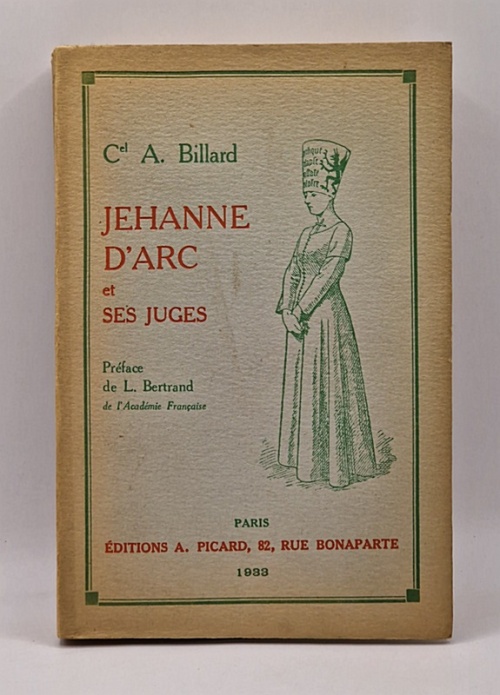 Cel A. Billard
JEHANNE
D'ARC
et
SES JUGES
Préface
de L. Bertrand
de l'Académie Française
PARIS
ÉDITIONS A. PICARD, 82, RUE BONAPARTE
1933